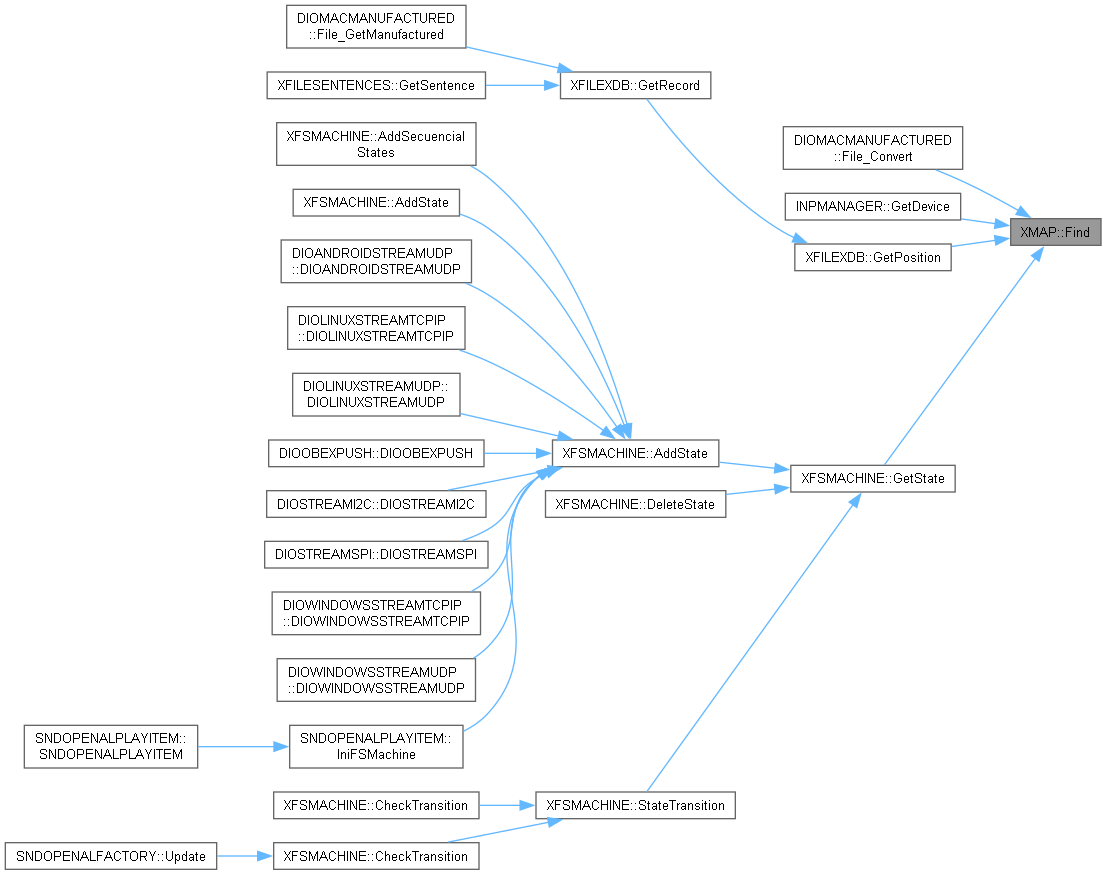 DIOMACMANUFACTURED
::File_GetManufactured
XFILESENTENCES::GetSentence
XFILEXDB::GetRecord
XFSMACHINE::AddSecuencial
States
DIOMACMANUFACTURED
::File_Convert
XFSMACHINE::AddState
INPMANAGER::GetDevice
XMAP::Find
DIOANDROIDSTREAMUDP
::DIOANDROIDSTREAMUDP
XFILEXDB::GetPosition
DIOLINUXSTREAMTCPIP
::DIOLINUXSTREAMTCPIP
DIOLINUXSTREAMUDP::
DIOLINUXSTREAMUDP
DIOOBEXPUSH::DIOOBEXPUSH
XFSMACHINE::AddState
XFSMACHINE::GetState
DIOSTREAMI2C::DIOSTREAMI2C
XFSMACHINE::DeleteState
DIOSTREAMSPI::DIOSTREAMSPI
DIOWINDOWSSTREAMTCPIP
::DIOWINDOWSSTREAMTCPIP
DIOWINDOWSSTREAMUDP
::DIOWINDOWSSTREAMUDP
SNDOPENALPLAYITEM::
SNDOPENALPLAYITEM
SNDOPENALPLAYITEM::
IniFSMachine
XFSMACHINE::CheckTransition
XFSMACHINE::StateTransition
SNDOPENALFACTORY::Update
XFSMACHINE::CheckTransition